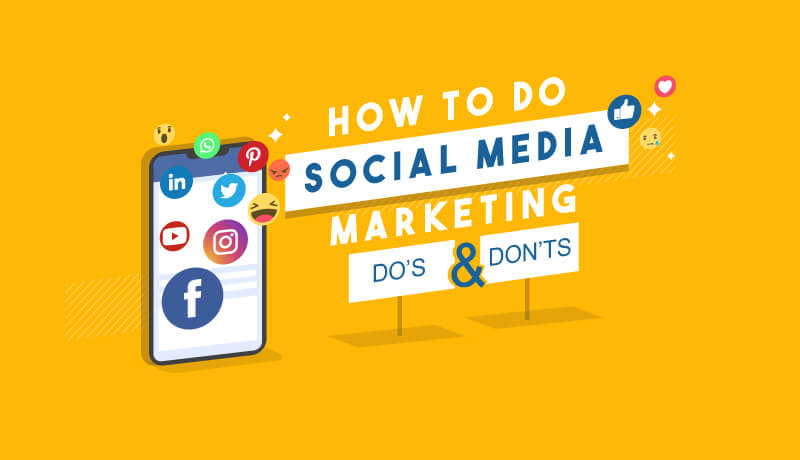 HOW TO DO
SOCIAL MEDIA
MARKETING
DO'S & DON'TS